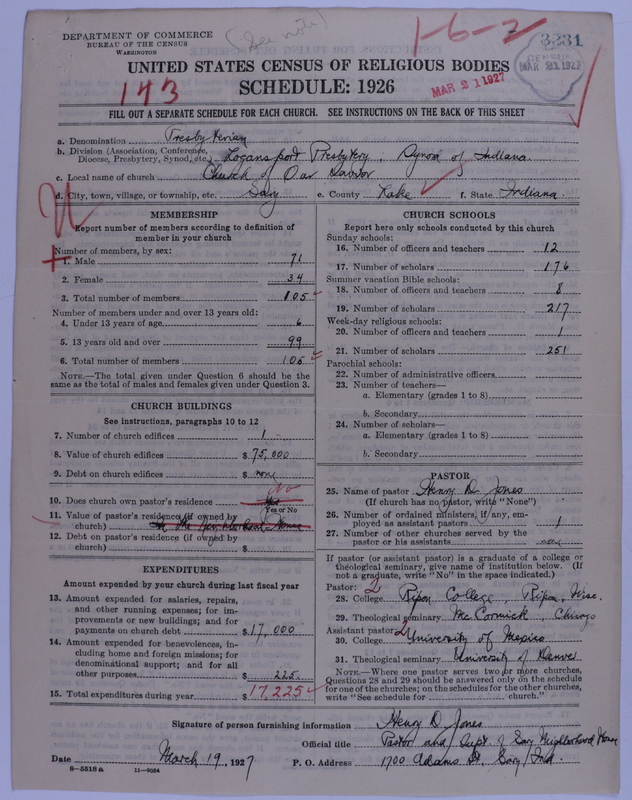 DEPARTMENT OF COMMERCE
BUREAU OF THE CENSUS
WASHINGTON
(See note)
1-6-2
3231
CENSUS
MAR 21 1927
MAR 21 1927
UNITED STATES CENSUS OF RELIGIOUS BODIES
SCHEDULE: 1926
143
FILL OUT A SEPARATE SCHEDULE FOR EACH CHURCH. SEE INSTRUCTIONS ON THE BACK OF THIS SHEET
a. Denomination Presbyterian
b. Division (Association, Conference, Diocese, Presbytery, Synod, etc.) Logansport Presbytery, Synod of Indiana
c. Local name of church Church of Our Savior
d. City, town, village, or township, etc. Gary e. County Lake f. State Indiana
MEMBERSHIP
Report number of members according to definition of member in your church
Number of members, by sex:
1. Male 71
2. Female 34
3. Total number of members 105
Number of members under and over 13 years old:
4. Under 13 years of age 6
5. 13 years old and over 99
6. Total number of members 105
NOTE.—The total given under Question 6 should be the same as the total of males and females given under Question 3.
CHURCH BUILDINGS
See instructions, paragraphs 10 to 12
7. Number of church edifices 1
8. Value of church edifices $75,000
9. Debt on church edifices $ none
10. Does church own pastor's residence No
(Yes or No)
11. Value of pastor's residence (if owned by church) in the Neighborhood House
12. Debt on pastor's residence (if owned by church) $
EXPENDITURES
Amount expended by your church during last fiscal year
13. Amount expended for salaries, repairs, and other running expenses; for improvements or new buildings; and for payments on church debt $17,000
14. Amount expended for benevolences, including home and foreign missions; for denominational support; and for all other purposes $ 225.
15. Total expenditures during year $17,225
CHURCH SCHOOLS
Report here only schools conducted by this church
Sunday schools:
16. Number of officers and teachers 12
17. Number of scholars 176
Summer vacation Bible schools:
18. Number of officers and teachers 8
19. Number of scholars 217
Week-day religious schools:
20. Number of officers and teachers 1
21. Number of scholars 251
Parochial schools:
22. Number of administrative officers
23. Number of teachers—
a. Elementary (grades 1 to 8)
b. Secondary
24. Number of scholars—
a. Elementary (grades 1 to 8)
b. Secondary
PASTOR
25. Name of pastor Henry D. Jones
(If church has no pastor, write "None")
26. Number of ordained ministers, if any, employed as assistant pastors 1
27. Number of other churches served by the pastor or his assistants none
If pastor (or assistant pastor) is a graduate of a college or theological seminary, give name of institution below. (If not a graduate, write "No" in the space indicated.)
Pastor: 2
28. College Ripon College, Ripon, Wisc.
29. Theological seminary McCormick, Chicago
Assistant pastor: 2
30. College University of Mexico
31. Theological seminary University of Denver
NOTE.—Where one pastor serves two or more churches, Questions 28 and 29 should be answered only on the schedule for one of the churches; on the schedules for the other churches, write "See schedule for ____ church."
Signature of person furnishing information Henry D. Jones
Official title Pastor and Supt of Gary Neighborhood House
Date March 19, 1927 P. O. Address 1700 Adams St, Gary, Ind.
8—5518a 11—9054